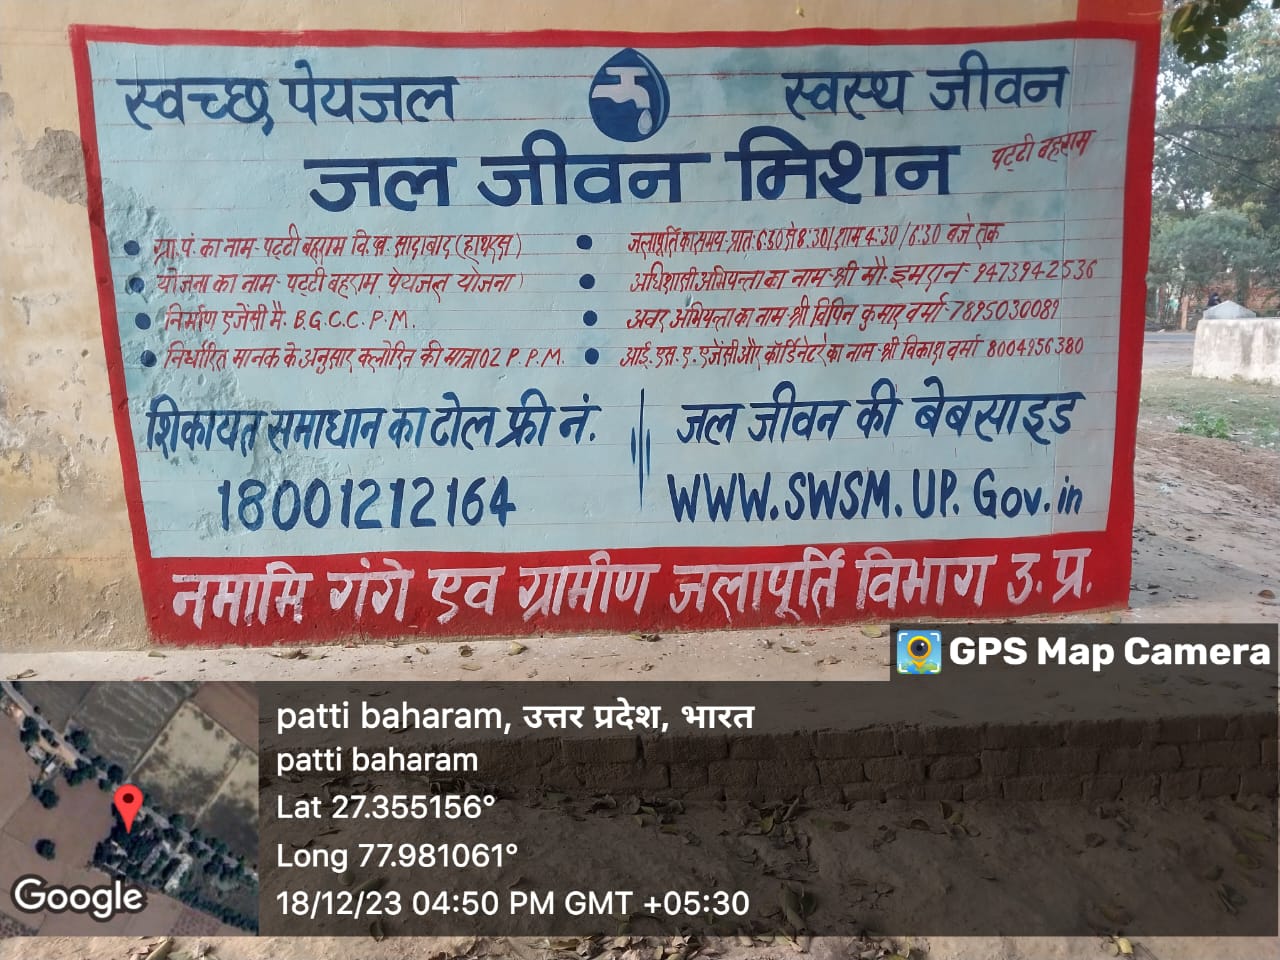 स्वच्छ पेयजल
स्वस्थ जीवन
जल जीवन मिशन
पट्टी बहराम
ग्रा.पं. का नाम- पट्टी बहराम वि.ख. सादाबाद (हाथरस)
योजना का नाम- पट्टी बहराम पेयजल योजना)
निर्माण एजेंसी मै. B.G.C.C.P.M.
निर्धारित मानक के अनुसार क्लोरिन की मात्रा 02 P.P.M.
जलापूर्ति का समय- प्रातः 6:30 से 8:30/शाम 4:30/6:30 बजे तक
अधिशासी अभियन्ता का नाम- श्री मौ. इमरान- 9473942536
अवर अभियन्ता का नाम- श्री विपिन कुमार वर्मा- 7895030089
आई.एस.ए. एजेंसी और कॉर्डिनेटर का नाम- श्री विकाश वर्मा 8004956380
शिकायत समाधान का टोल फ्री नं.
18001212164
जल जीवन की बेबसाइड
WWW.SWSM.UP.Gov.in
नमामि गंगे एव ग्रामीण जलापूर्ति विभाग उ.प्र.
GPS Map Camera
patti baharam, उत्तर प्रदेश, भारत
patti baharam
Lat 27.355156°
Long 77.981061°
18/12/23 04:50 PM GMT +05:30
Google